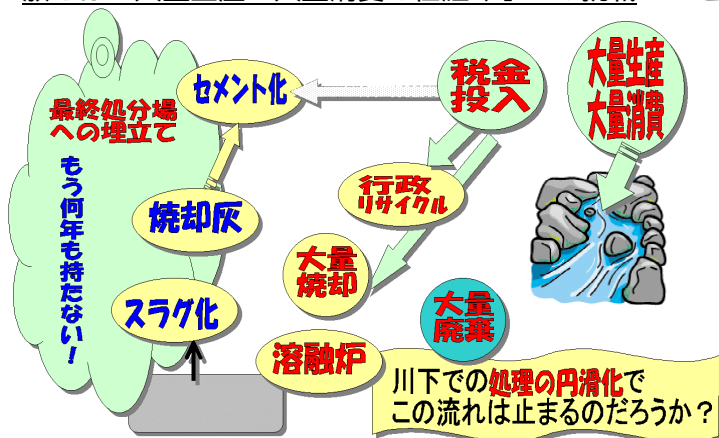 セメント化
税金
投入
大量生産
大量消費
最終処分場
への埋立て
もう何年も持たない！
行政
リサイクル
焼却灰
大量
焼却
スラグ化
大量
廃棄
溶融炉
川下での処理の円滑化で
この流れは止まるのだろうか？